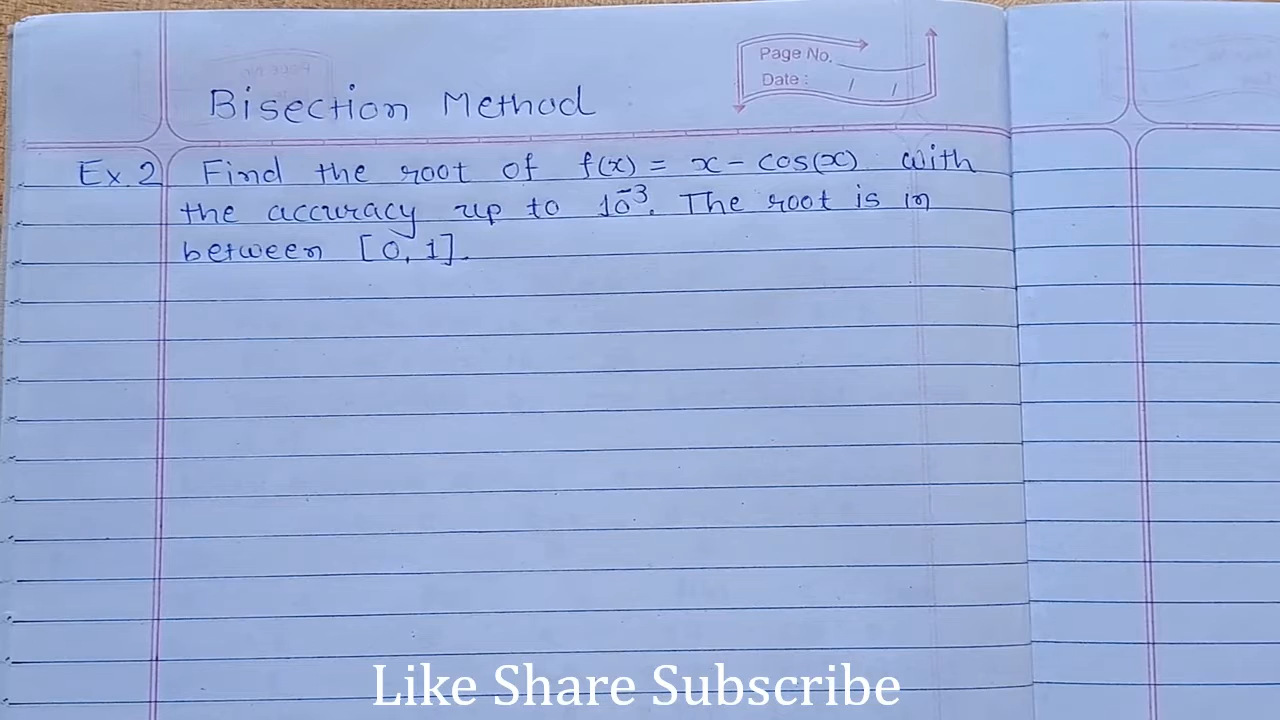 Page No.
Date : / /
Bisection Method
Ex. 2 Find the root of f(x) = x - cos(x) with
the accuracy up to 10⁻³. The root is in
between [0, 1].
Like Share Subscribe